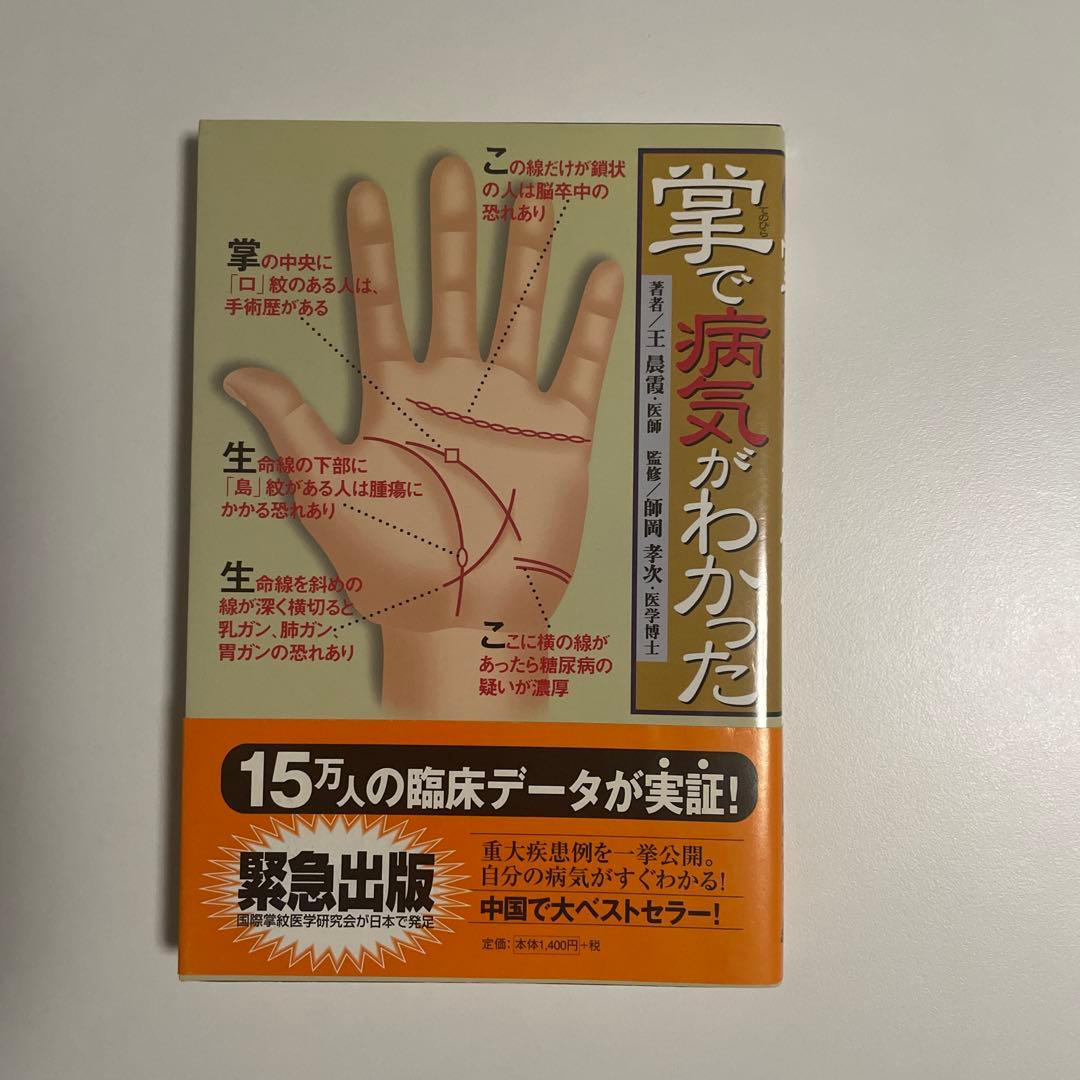 掌で病気がわかった
てのひら
著者/王 晨霞・医師 監修/師岡 孝次・医学博士
この線だけが鎖状
の人は脳卒中の
恐れあり
掌の中央に
「口」紋のある人は、
手術歴がある
生命線の下部に
「島」紋がある人は腫瘍に
かかる恐れあり
生命線を斜めの
線が深く横切ると
乳ガン、肺ガン、
胃ガンの恐れあり
ここに横の線が
あったら糖尿病の
疑いが濃厚
15万人の臨床データが実証!
緊急出版
国際掌紋医学研究会が日本で発足
重大疾患例を一挙公開。
自分の病気がすぐわかる!
中国で大ベストセラー!
定価:本体1,400円+税